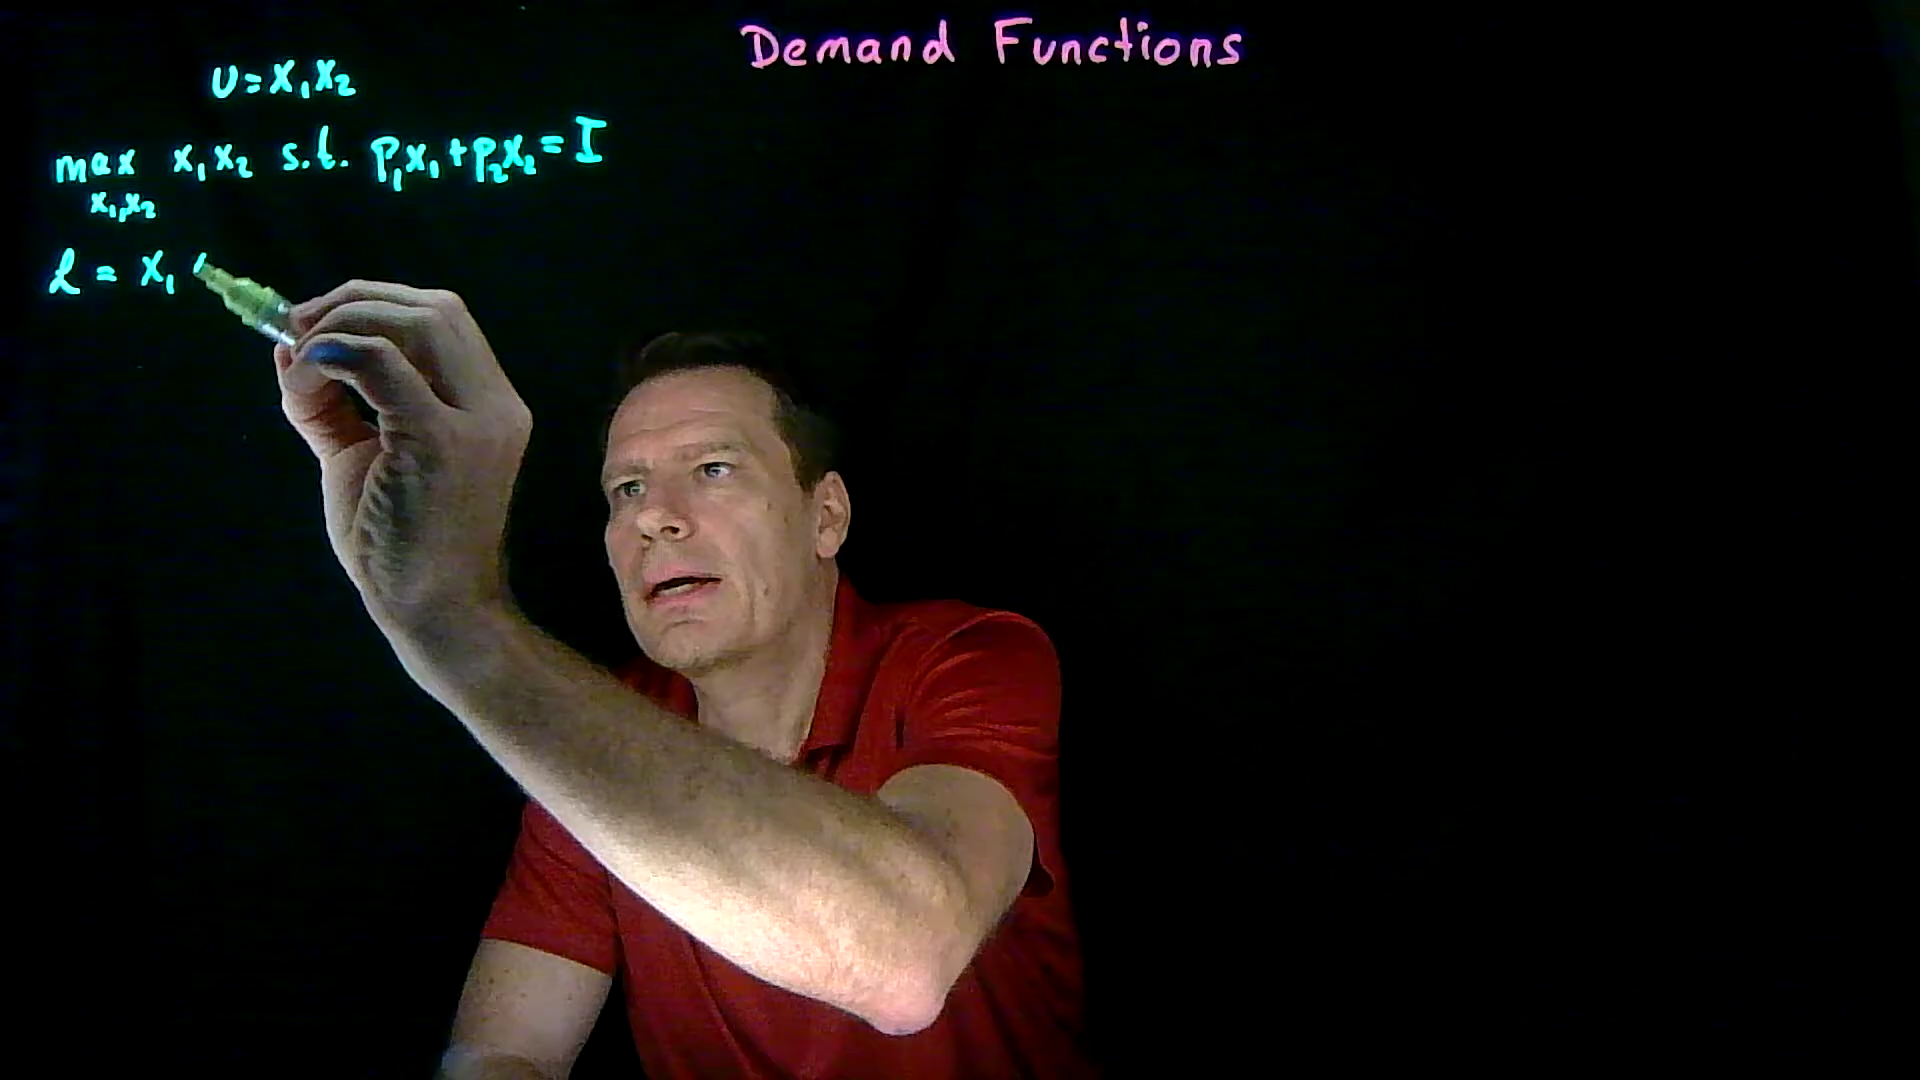 Demand Functions
U = x₁x₂
max x₁x₂ s.t. p₁x₁ + p₂x₂ = I
x₁,x₂
ℒ = x₁